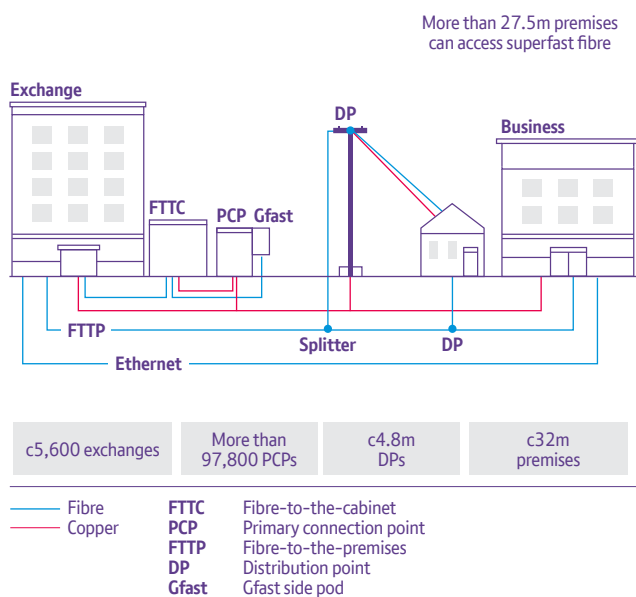 More than 27.5m premises
can access superfast fibre
Exchange
DP
Business
FTTC
PCP Gfast
FTTP
Splitter
DP
Ethernet
c5,600 exchanges
More than
97,800 PCPs
c4.8m
DPs
c32m
premises
Fibre
Copper
FTTC Fibre-to-the-cabinet
PCP Primary connection point
FTTP Fibre-to-the-premises
DP Distribution point
Gfast Gfast side pod